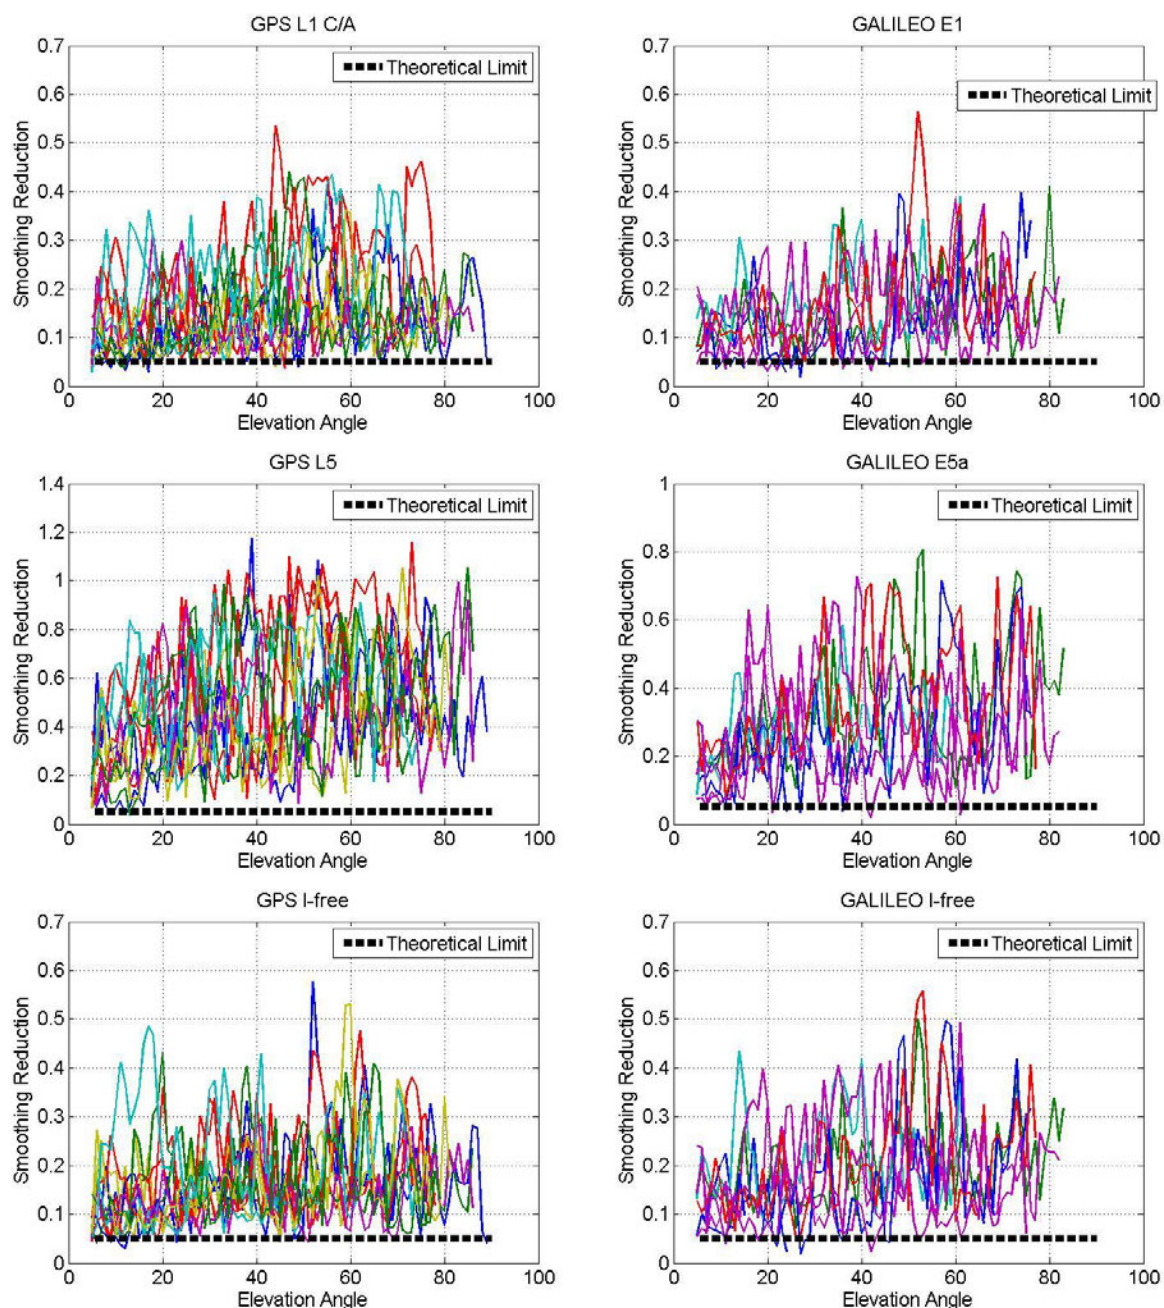 GPS L1 C/A
0.7
0.6
0.5
0.4
0.3
0.2
0.1
0
Smoothing Reduction
Theoretical Limit
0 20 40 60 80 100
Elevation Angle
GALILEO E1
0.7
0.6
0.5
0.4
0.3
0.2
0.1
0
Smoothing Reduction
Theoretical Limit
0 20 40 60 80 100
Elevation Angle
GPS L5
1.4
1.2
1
0.8
0.6
0.4
0.2
0
Smoothing Reduction
Theoretical Limit
0 20 40 60 80 100
Elevation Angle
GALILEO E5a
1
0.8
0.6
0.4
0.2
0
Smoothing Reduction
Theoretical Limit
0 20 40 60 80 100
Elevation Angle
GPS I-free
0.7
0.6
0.5
0.4
0.3
0.2
0.1
0
Smoothing Reduction
Theoretical Limit
0 20 40 60 80 100
Elevation Angle
GALILEO I-free
0.7
0.6
0.5
0.4
0.3
0.2
0.1
0
Smoothing Reduction
Theoretical Limit
0 20 40 60 80 100
Elevation Angle